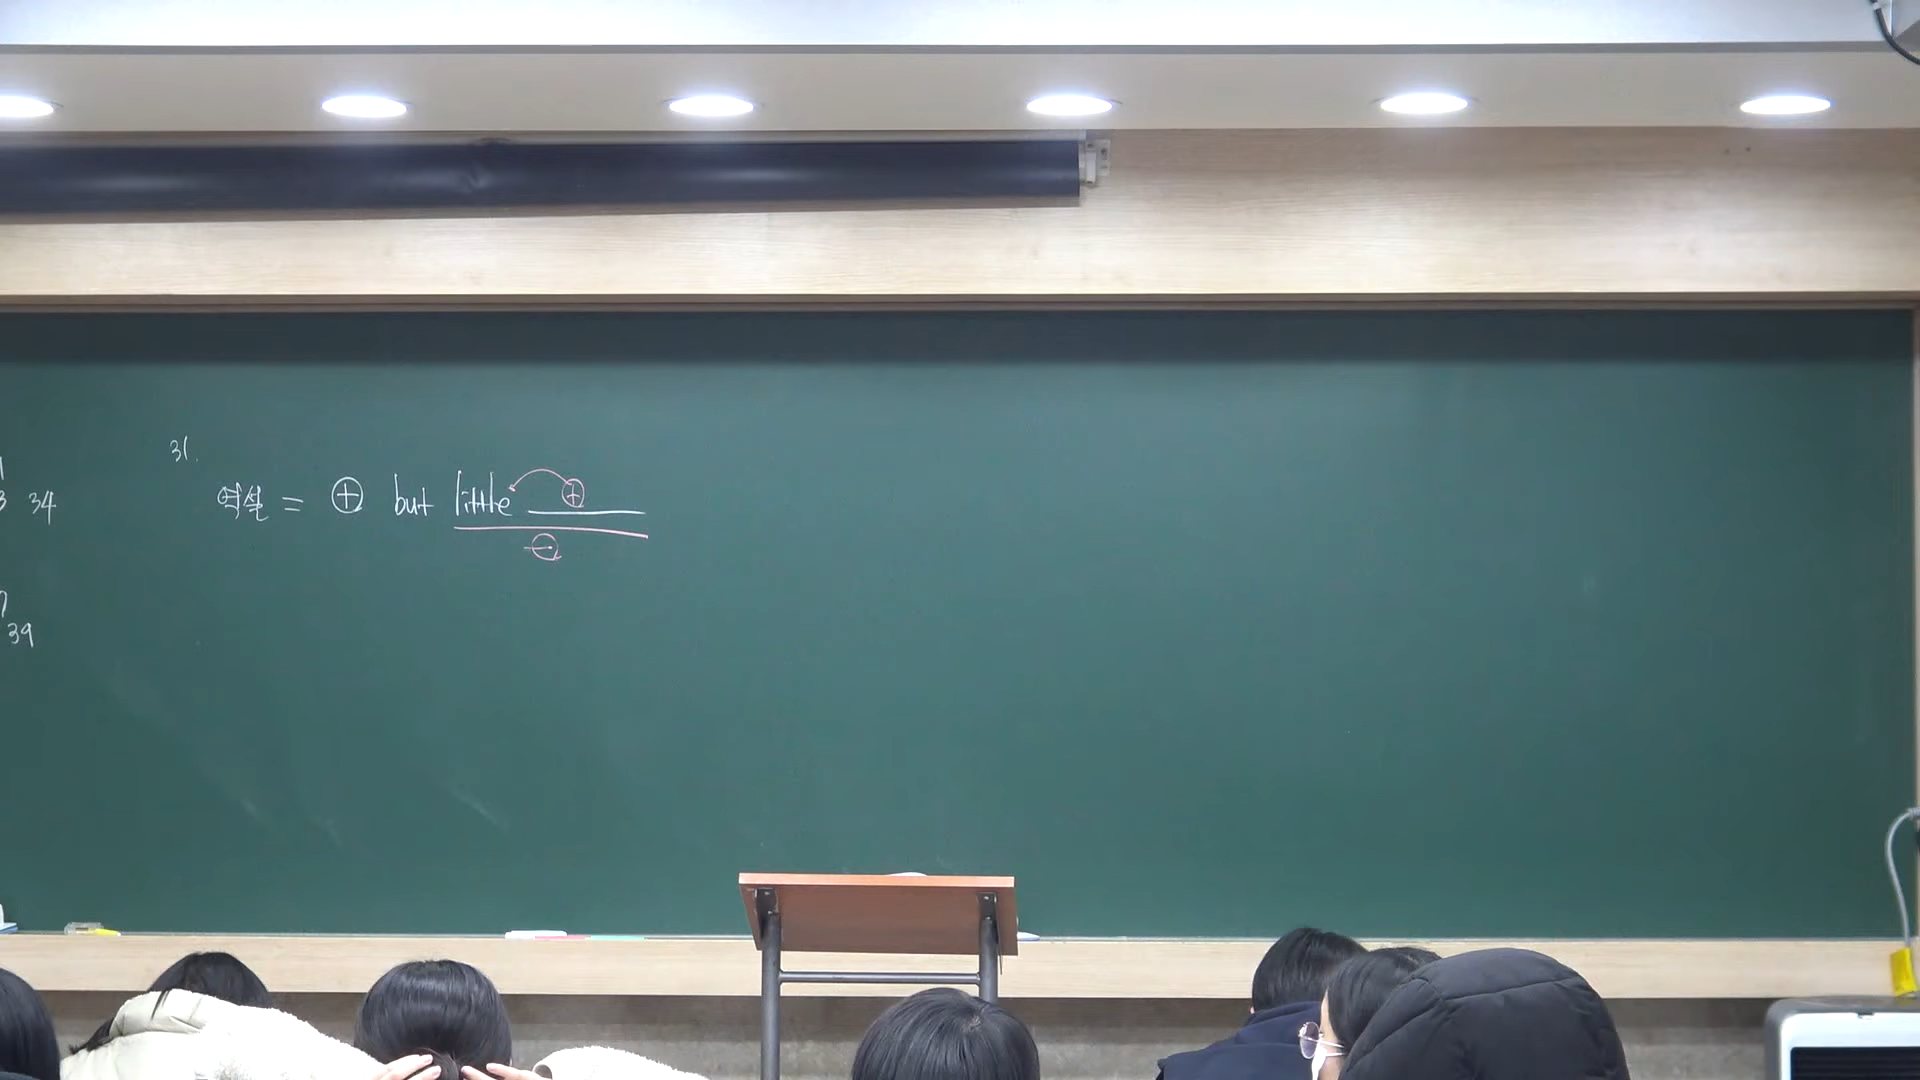 31.
역설 = ⊕ but little ⊕
⊖
34
39